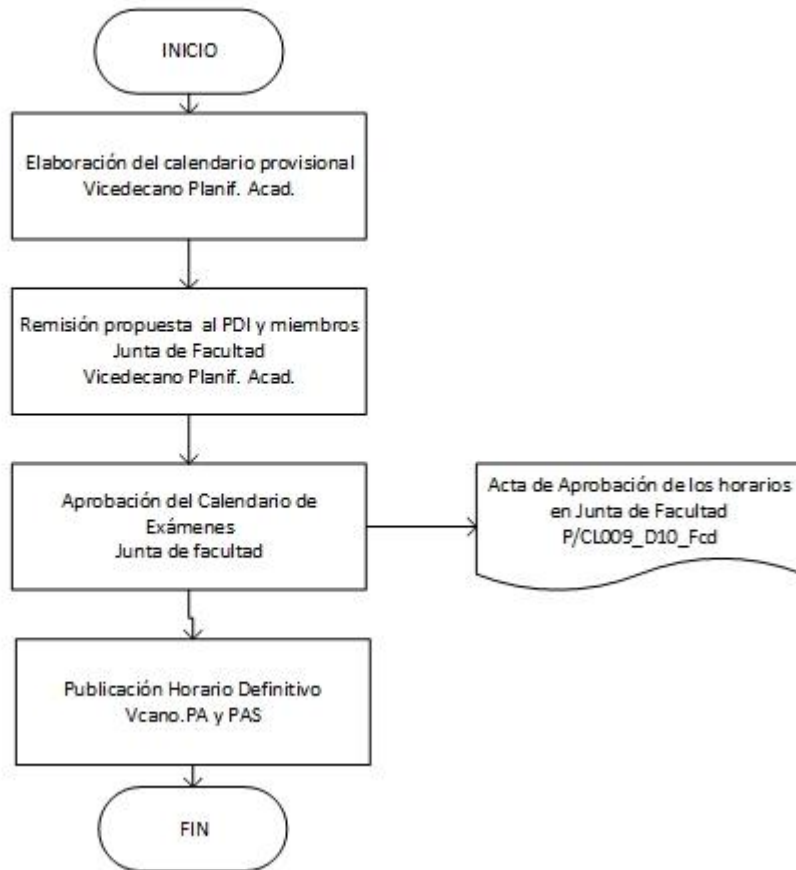 INICIO
Elaboración del calendario provisional
Vicedecano Planif. Acad.
Remisión propuesta al PDI y miembros
Junta de Facultad
Vicedecano Planif. Acad.
Aprobación del Calendario de
Exámenes
Junta de facultad
Acta de Aprobación de los horarios
en Junta de Facultad
P/CL009_D10_Fcd
Publicación Horario Definitivo
Vcano.PA y PAS
FIN